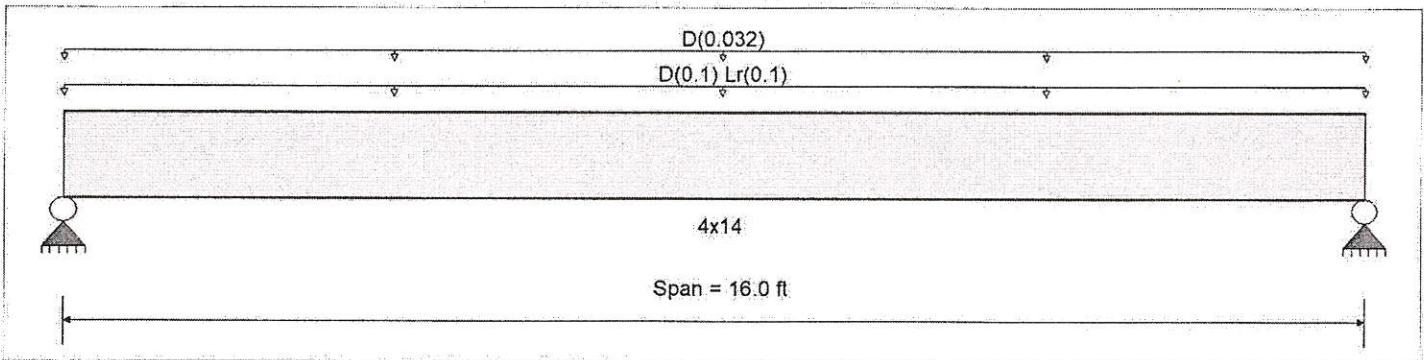 D(0.032)
D(0.1) Lr(0.1)
4x14
Span = 16.0 ft